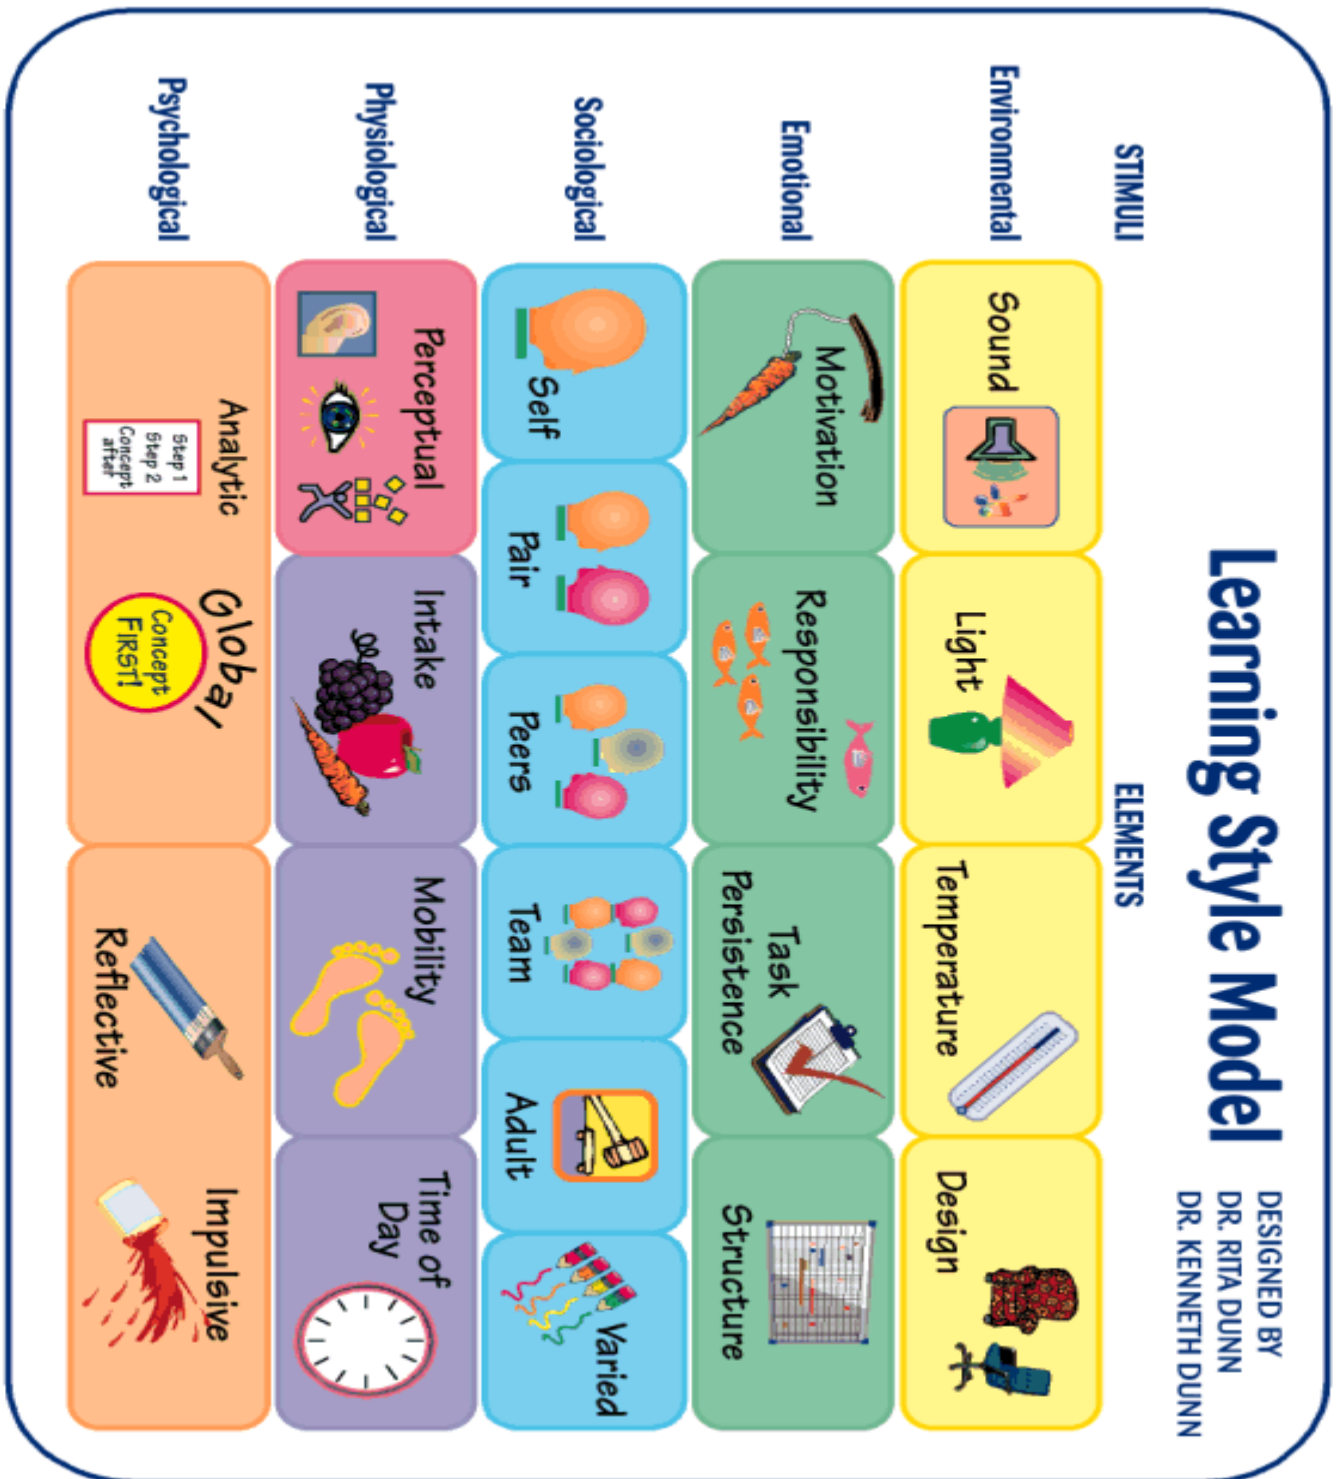 Learning Style Model
DESIGNED BY
DR. RITA DUNN
DR. KENNETH DUNN
STIMULI
ELEMENTS
Environmental
Sound
Light
Temperature
Design
Emotional
Motivation
Responsibility
Task
Persistence
Structure
Sociological
Self
Pair
Peers
Team
Adult
Varied
Physiological
Perceptual
Intake
Mobility
Time of
Day
Psychological
Analytic
Step 1
Step 2
Concept
after
Global
Concept
FIRST!
Reflective
Impulsive